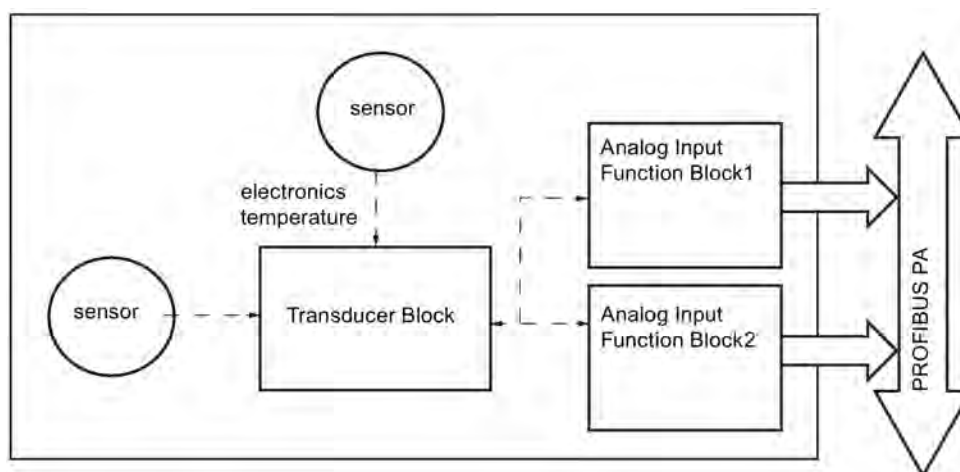 sensor
electronics
temperature
sensor
Transducer Block
Analog Input
Function Block1
Analog Input
Function Block2
PROFIBUS PA